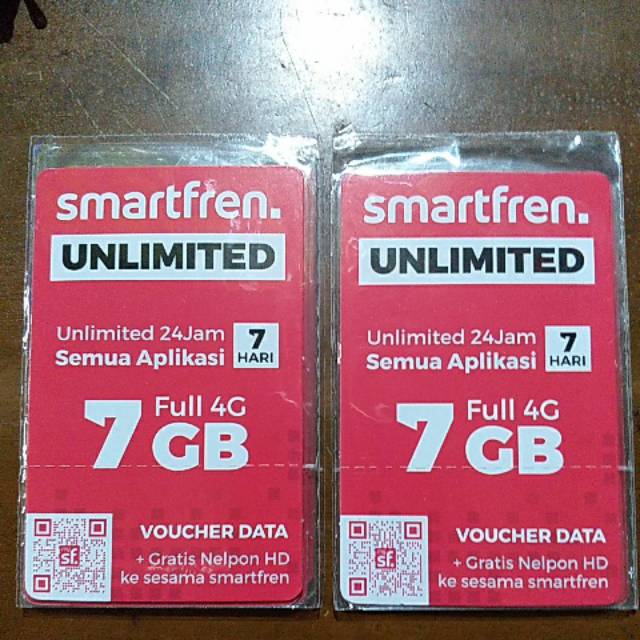 smartfren.
UNLIMITED
Unlimited 24Jam
Semua Aplikasi
7
HARI
Full 4G
7 GB
VOUCHER DATA
+ Gratis Nelpon HD
ke sesama smartfren
sf.
smartfren.
UNLIMITED
Unlimited 24Jam
Semua Aplikasi
7
HARI
Full 4G
7 GB
VOUCHER DATA
+ Gratis Nelpon HD
ke sesama smartfren
sf.